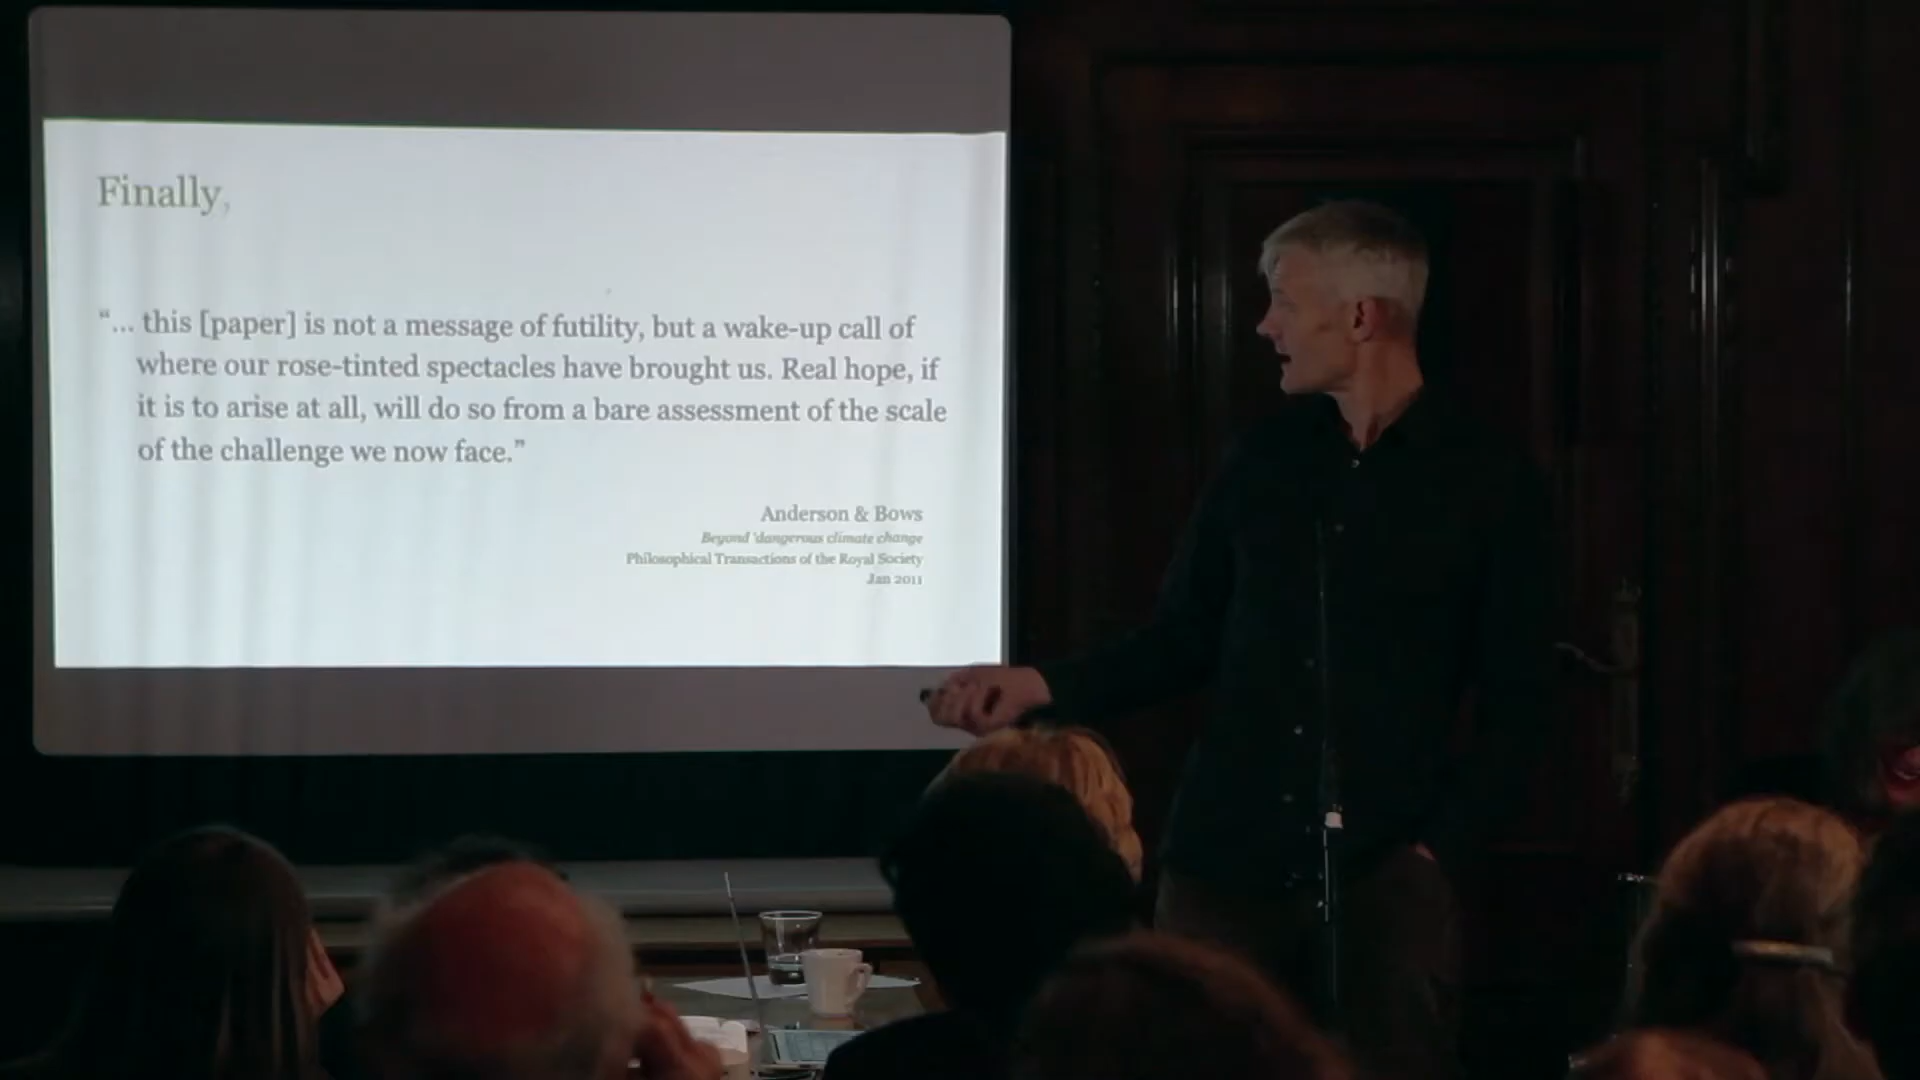 Finally,
“... this [paper] is not a message of futility, but a wake-up call of
where our rose-tinted spectacles have brought us. Real hope, if
it is to arise at all, will do so from a bare assessment of the scale
of the challenge we now face.”
Anderson & Bows
Beyond ‘dangerous climate change
Philosophical Transactions of the Royal Society
Jan 2011